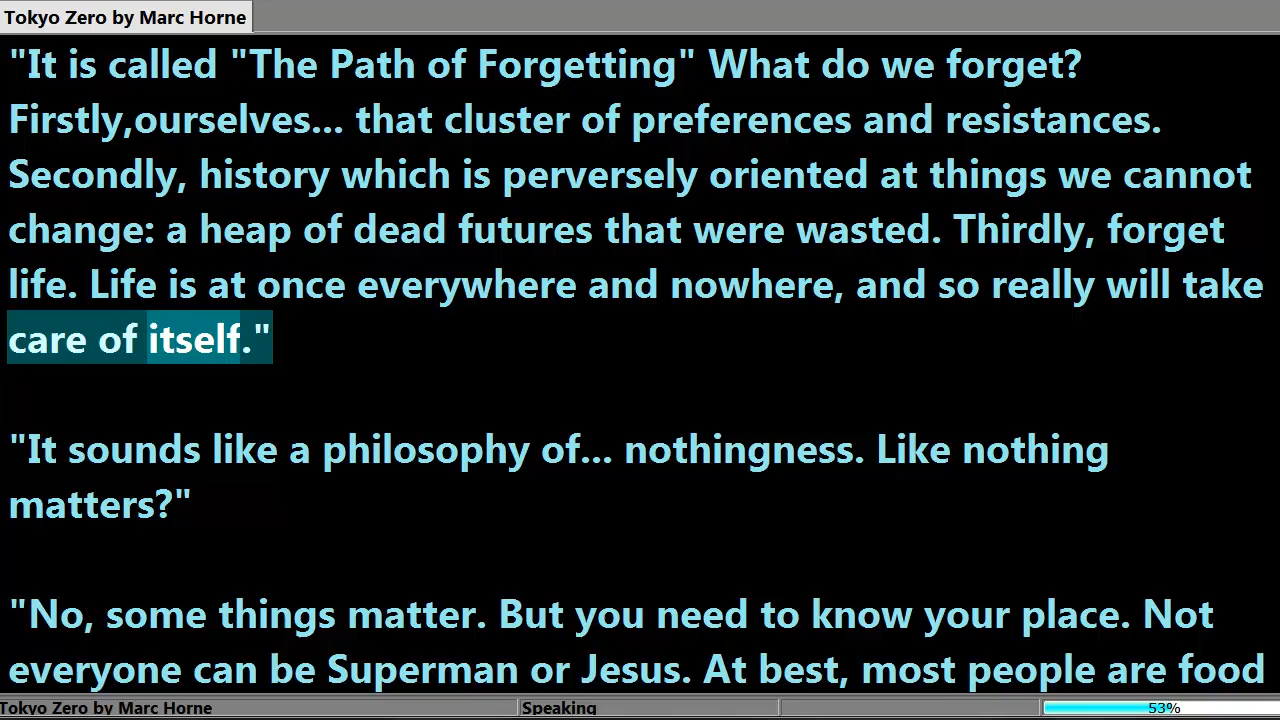 Tokyo Zero by Marc Horne
"It is called "The Path of Forgetting" What do we forget?
Firstly,ourselves... that cluster of preferences and resistances.
Secondly, history which is perversely oriented at things we cannot
change: a heap of dead futures that were wasted. Thirdly, forget
life. Life is at once everywhere and nowhere, and so really will take
care of itself."
"It sounds like a philosophy of... nothingness. Like nothing
matters?"
"No, some things matter. But you need to know your place. Not
everyone can be Superman or Jesus. At best, most people are food
Tokyo Zero by Marc Horne
Speaking
53%